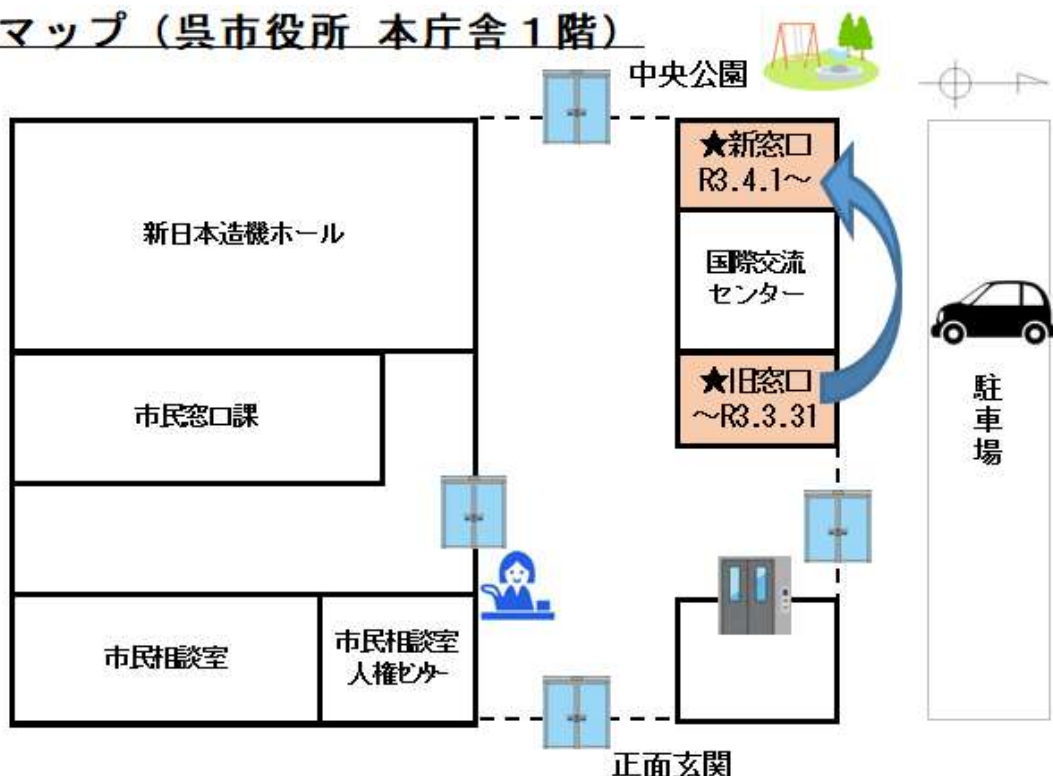 マップ（呉市役所 本庁舎１階）
中央公園
★新窓口
R3.4.1～
新日本造機ホール
国際交流
センター
★旧窓口
～R3.3.31
市民窓口課
駐車場
市民相談室
市民相談室
人権ｾﾝﾀｰ
正面玄関